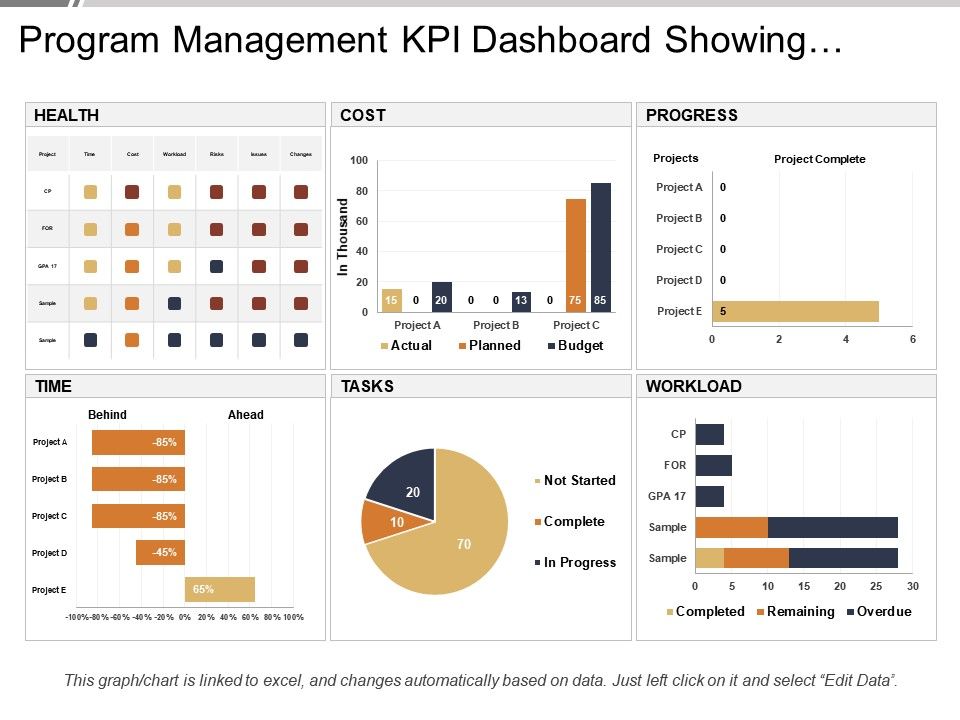 Program Management KPI Dashboard Showing…
HEALTH
Project Time Cost Workload Risks Issues Changes
CP
FOR
GPA 17
Sample
Sample
COST
In Thousand
100
80
60
40
20
0
15 0 20 0 0 13 0 75 85
Project A Project B Project C
Actual Planned Budget
PROGRESS
Projects Project Complete
Project A 0
Project B 0
Project C 0
Project D 0
Project E 5
0 2 4 6
TIME
Behind Ahead
Project A -85%
Project B -85%
Project C -85%
Project D -45%
Project E 65%
-100% -80% -60% -40% -20% 0% 20% 40% 60% 80% 100%
TASKS
20
10
70
Not Started
Complete
In Progress
WORKLOAD
CP
FOR
GPA 17
Sample
Sample
0 5 10 15 20 25 30
Completed Remaining Overdue
This graph/chart is linked to excel, and changes automatically based on data. Just left click on it and select “Edit Data”.